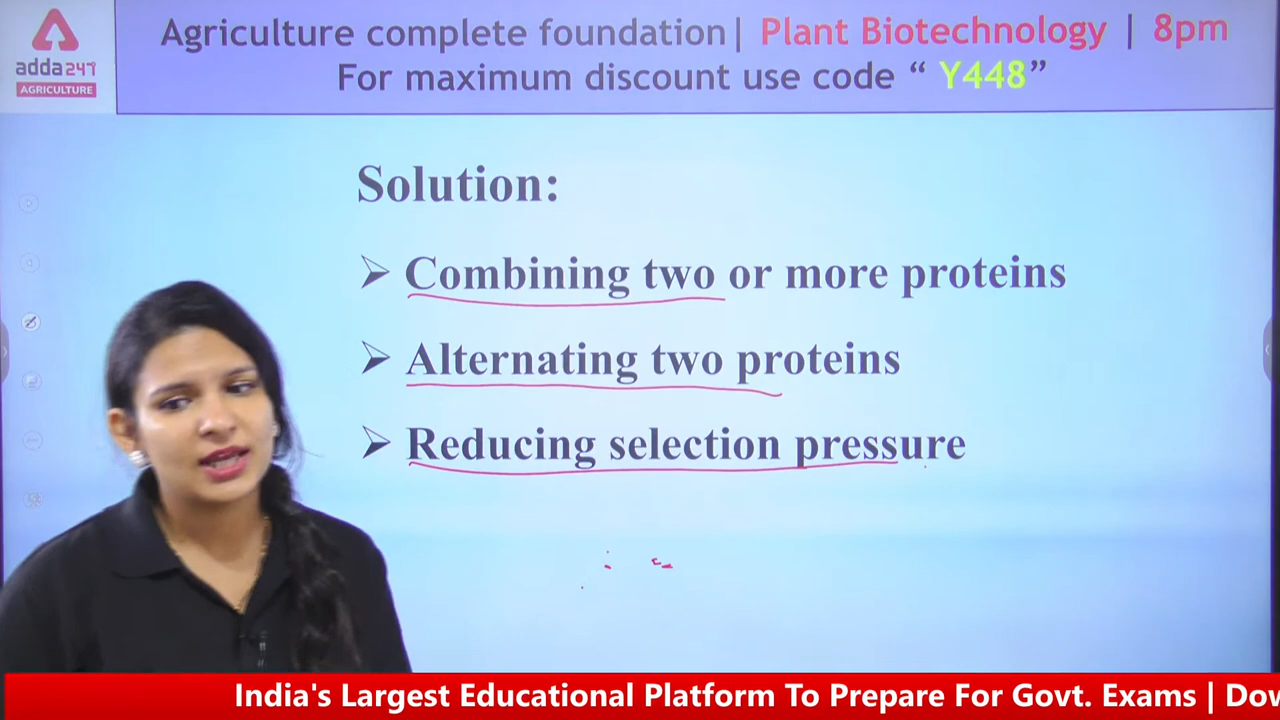 adda247
AGRICULTURE
Agriculture complete foundation| Plant Biotechnology | 8pm
For maximum discount use code “ Y448”
Solution:
➢ Combining two or more proteins
➢ Alternating two proteins
➢ Reducing selection pressure
India's Largest Educational Platform To Prepare For Govt. Exams | Dow